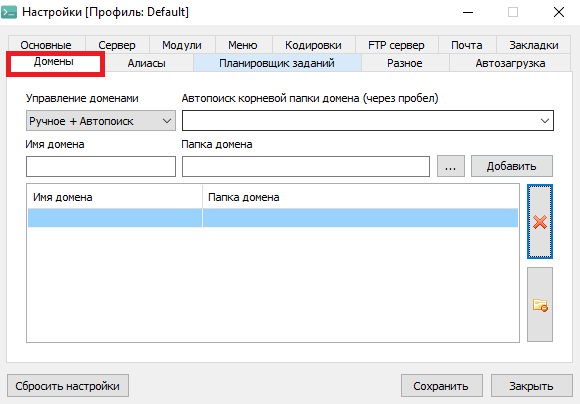 Настройки [Профиль: Default]
Основные Сервер Модули Меню Кодировки FTP сервер Почта Закладки
Домены Алиасы Планировщик заданий Разное Автозагрузка
Управление доменами Автопоиск корневой папки домена (через пробел)
Ручное + Автопоиск
Имя домена Папка домена
... Добавить
Имя домена Папка домена
Сбросить настройки Сохранить Закрыть